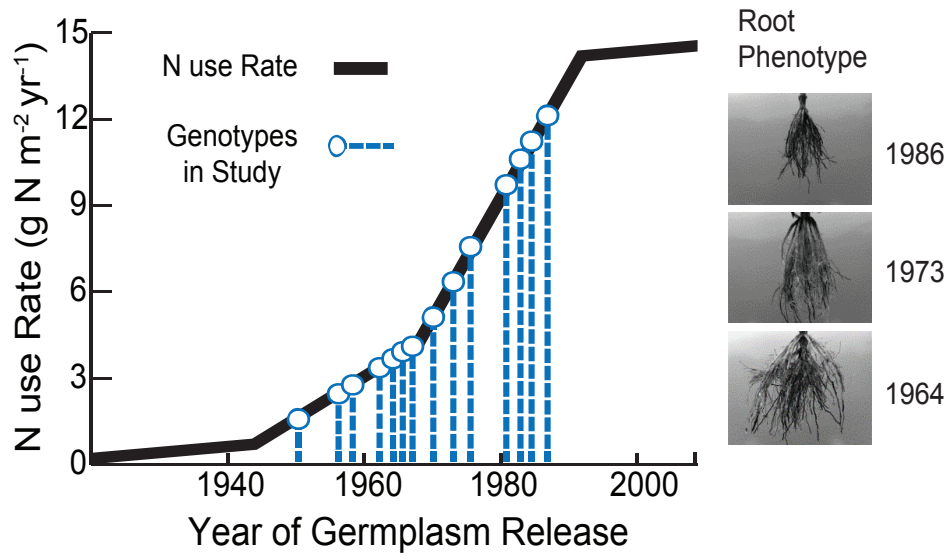 N use Rate (g N m⁻² yr⁻¹)
15
12
9
6
3
0
N use Rate
Genotypes
in Study
1940
1960
1980
2000
Year of Germplasm Release
Root
Phenotype
1986
1973
1964